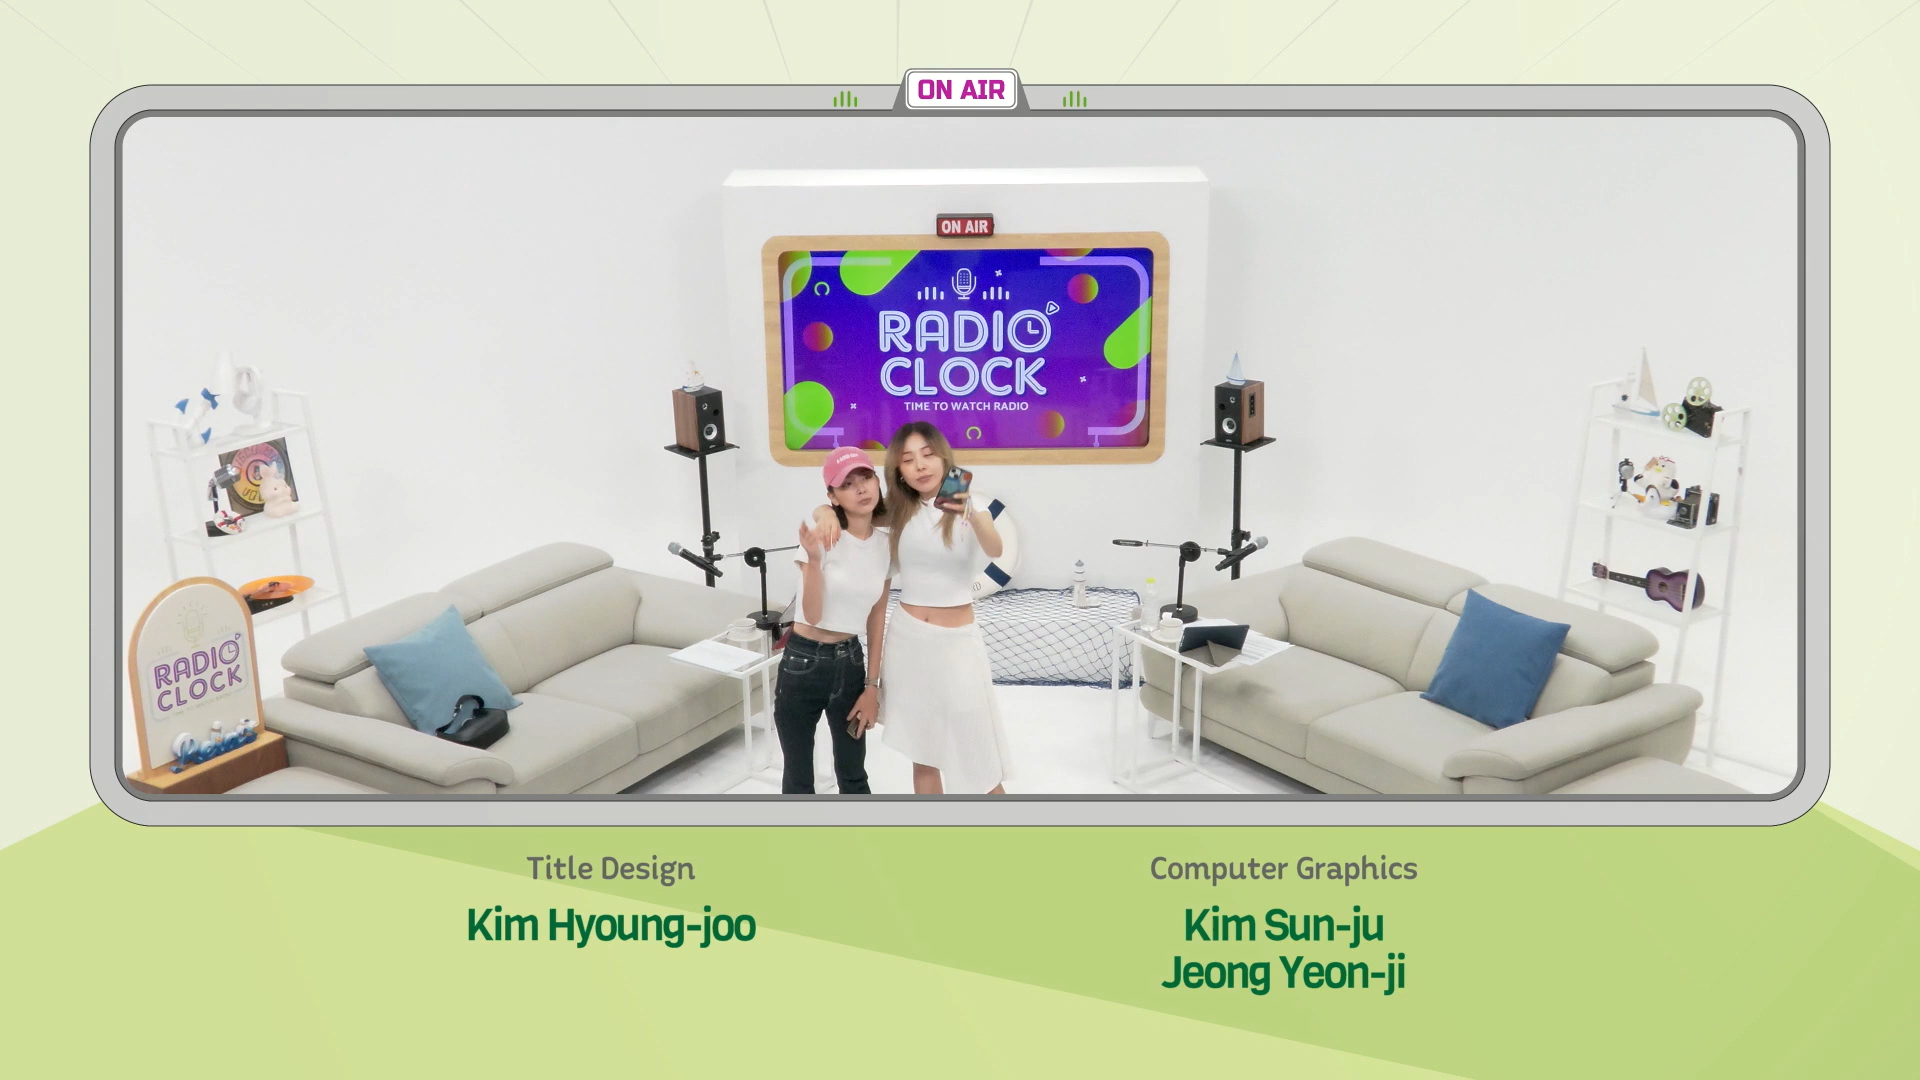 ON AIR
ON AIR
RADIO
CLOCK
TIME TO WATCH RADIO
RADIO
CLOCK
Title Design
Kim Hyoung-joo
Computer Graphics
Kim Sun-ju
Jeong Yeon-ji